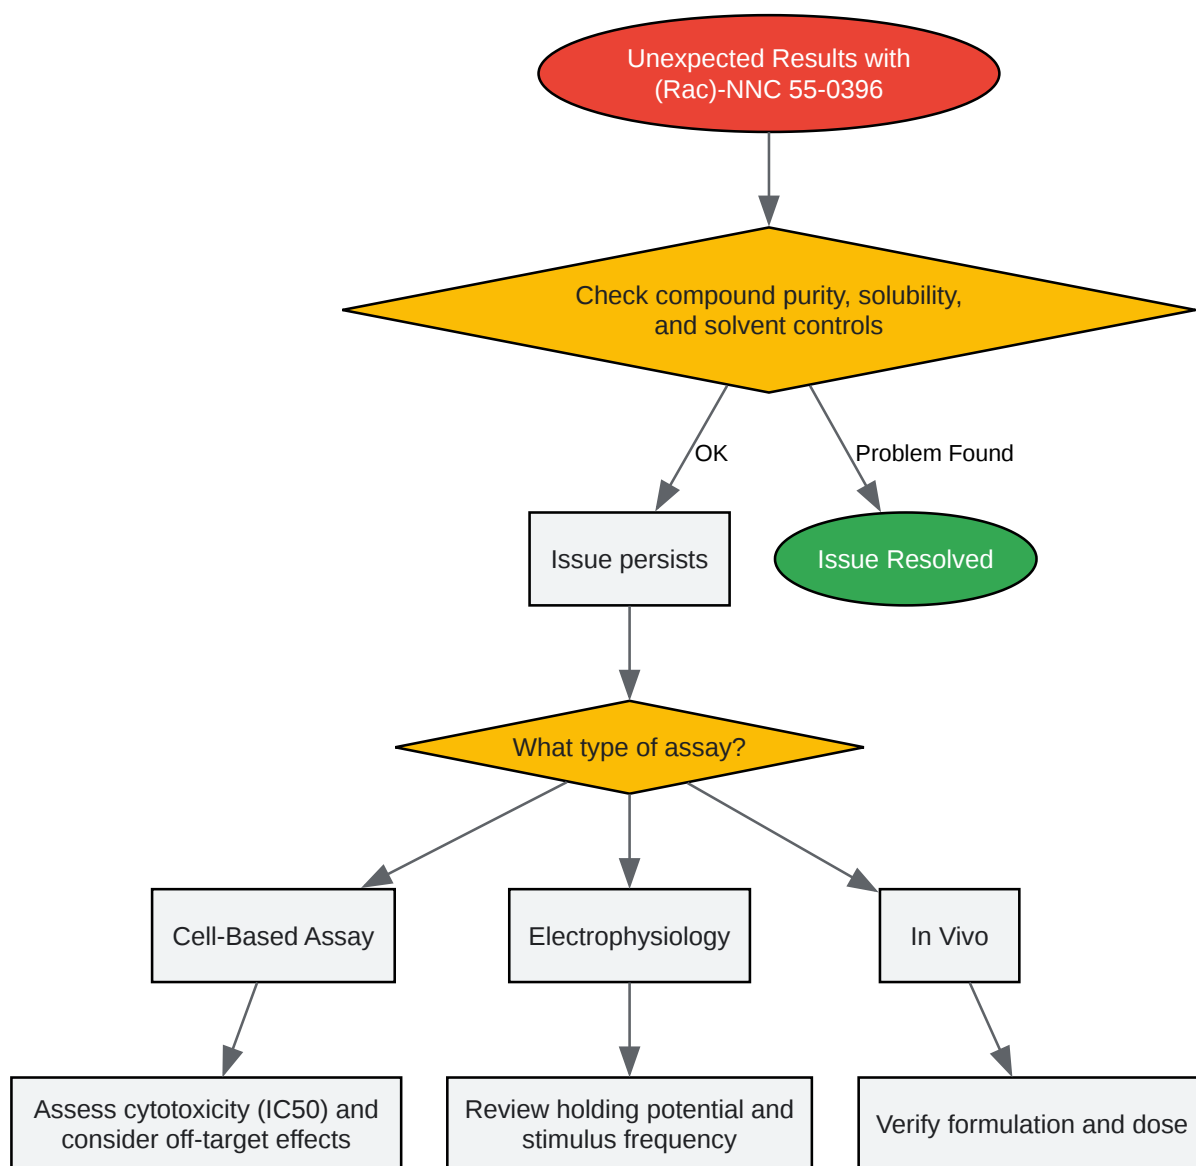 Unexpected Results with
(Rac)-NNC 55-0396
Check compound purity, solubility,
and solvent controls
OK
Problem Found
Issue persists
Issue Resolved
What type of assay?
Cell-Based Assay
Electrophysiology
In Vivo
Assess cytotoxicity (IC50) and
consider off-target effects
Review holding potential and
stimulus frequency
Verify formulation and dose